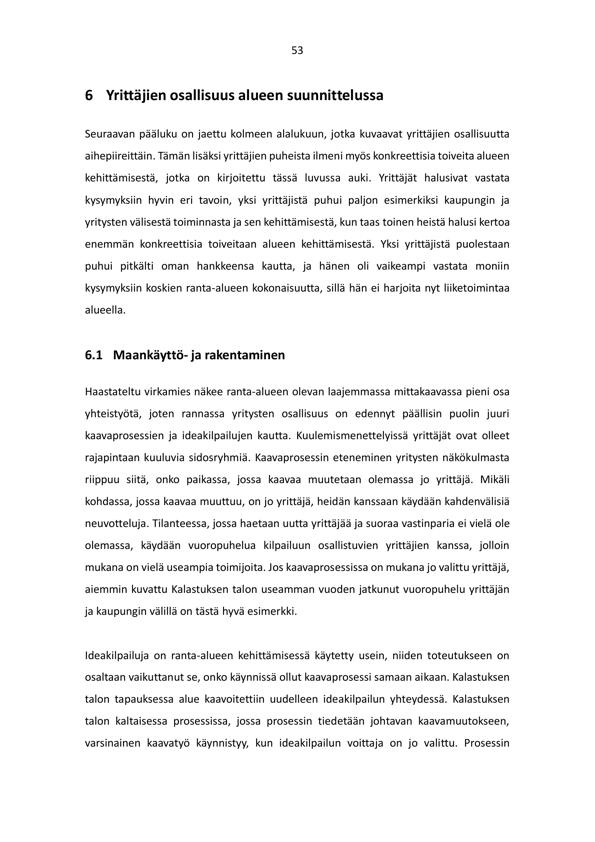 53
6 Yrittäjien osallisuus alueen suunnittelussa
Seuraavan pääluku on jaettu kolmeen alalukuun, jotka kuvaavat yrittäjien osallisuutta
aihepiireittäin. Tämän lisäksi yrittäjien puheista ilmeni myös konkreettisia toiveita alueen
kehittämisestä, jotka on kirjoitettu tässä luvussa auki. Yrittäjät halusivat vastata
kysymyksiin hyvin eri tavoin, yksi yrittäjistä puhui paljon esimerkiksi kaupungin ja
yritysten välisestä toiminnasta ja sen kehittämisestä, kun taas toinen heistä halusi kertoa
enemmän konkreettisia toiveitaan alueen kehittämisestä. Yksi yrittäjistä puolestaan
puhui pitkälti oman hankkeensa kautta, ja hänen oli vaikeampi vastata moniin
kysymyksiin koskien ranta-alueen kokonaisuutta, sillä hän ei harjoita nyt liiketoimintaa
alueella.
6.1 Maankäyttö- ja rakentaminen
Haastateltu virkamies näkee ranta-alueen olevan laajemmassa mittakaavassa pieni osa
yhteistyötä, joten rannassa yritysten osallisuus on edennyt päällisin puolin juuri
kaavaprosessien ja ideakilpailujen kautta. Kuulemismenettelyissä yrittäjät ovat olleet
rajapintaan kuuluvia sidosryhmiä. Kaavaprosessin eteneminen yritysten näkökulmasta
riippuu siitä, onko paikassa, jossa kaavaa muutetaan olemassa jo yrittäjä. Mikäli
kohdassa, jossa kaavaa muuttuu, on jo yrittäjä, heidän kanssaan käydään kahdenvälisiä
neuvotteluja. Tilanteessa, jossa haetaan uutta yrittäjää ja suoraa vastinparia ei vielä ole
olemassa, käydään vuoropuhelua kilpailuun osallistuvien yrittäjien kanssa, jolloin
mukana on vielä useampia toimijoita. Jos kaavaprosessissa on mukana jo valittu yrittäjä,
aiemmin kuvattu Kalastuksen talon useamman vuoden jatkunut vuoropuhelu yrittäjän
ja kaupungin välillä on tästä hyvä esimerkki.
Ideakilpailuja on ranta-alueen kehittämisessä käytetty usein, niiden toteutukseen on
osaltaan vaikuttanut se, onko käynnissä ollut kaavaprosessi samaan aikaan. Kalastuksen
talon tapauksessa alue kaavoitettiin uudelleen ideakilpailun yhteydessä. Kalastuksen
talon kaltaisessa prosessissa, jossa prosessin tiedetään johtavan kaavamuutokseen,
varsinainen kaavatyö käynnistyy, kun ideakilpailun voittaja on jo valittu. Prosessin